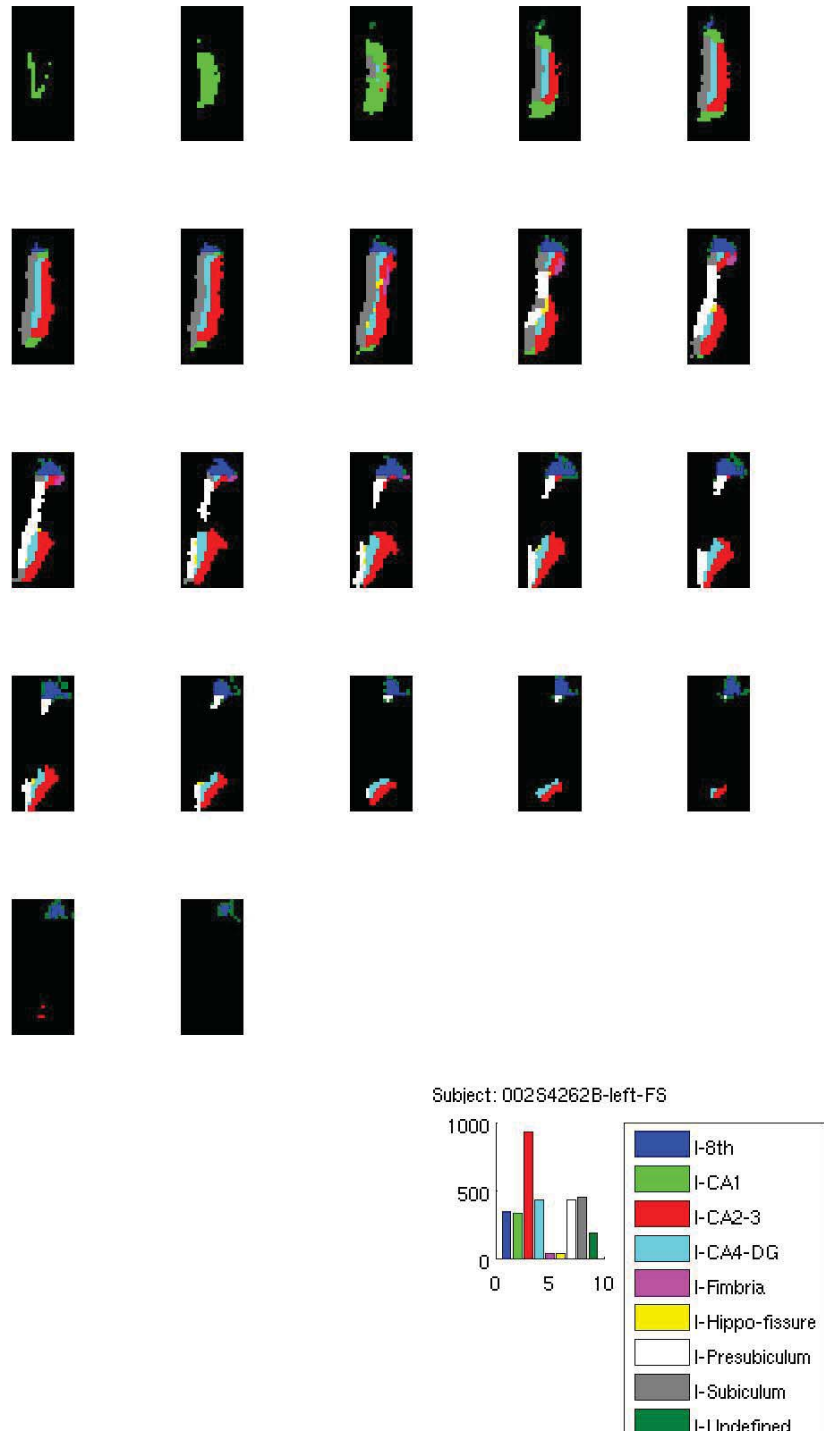 Subject: 002S4262B-left-FS
1000
500
0
0 5 10
l-8th
l-CA1
l-CA2-3
l-CA4-DG
l-Fimbria
l-Hippo-fissure
l-Presubiculum
l-Subiculum
l-Undefined